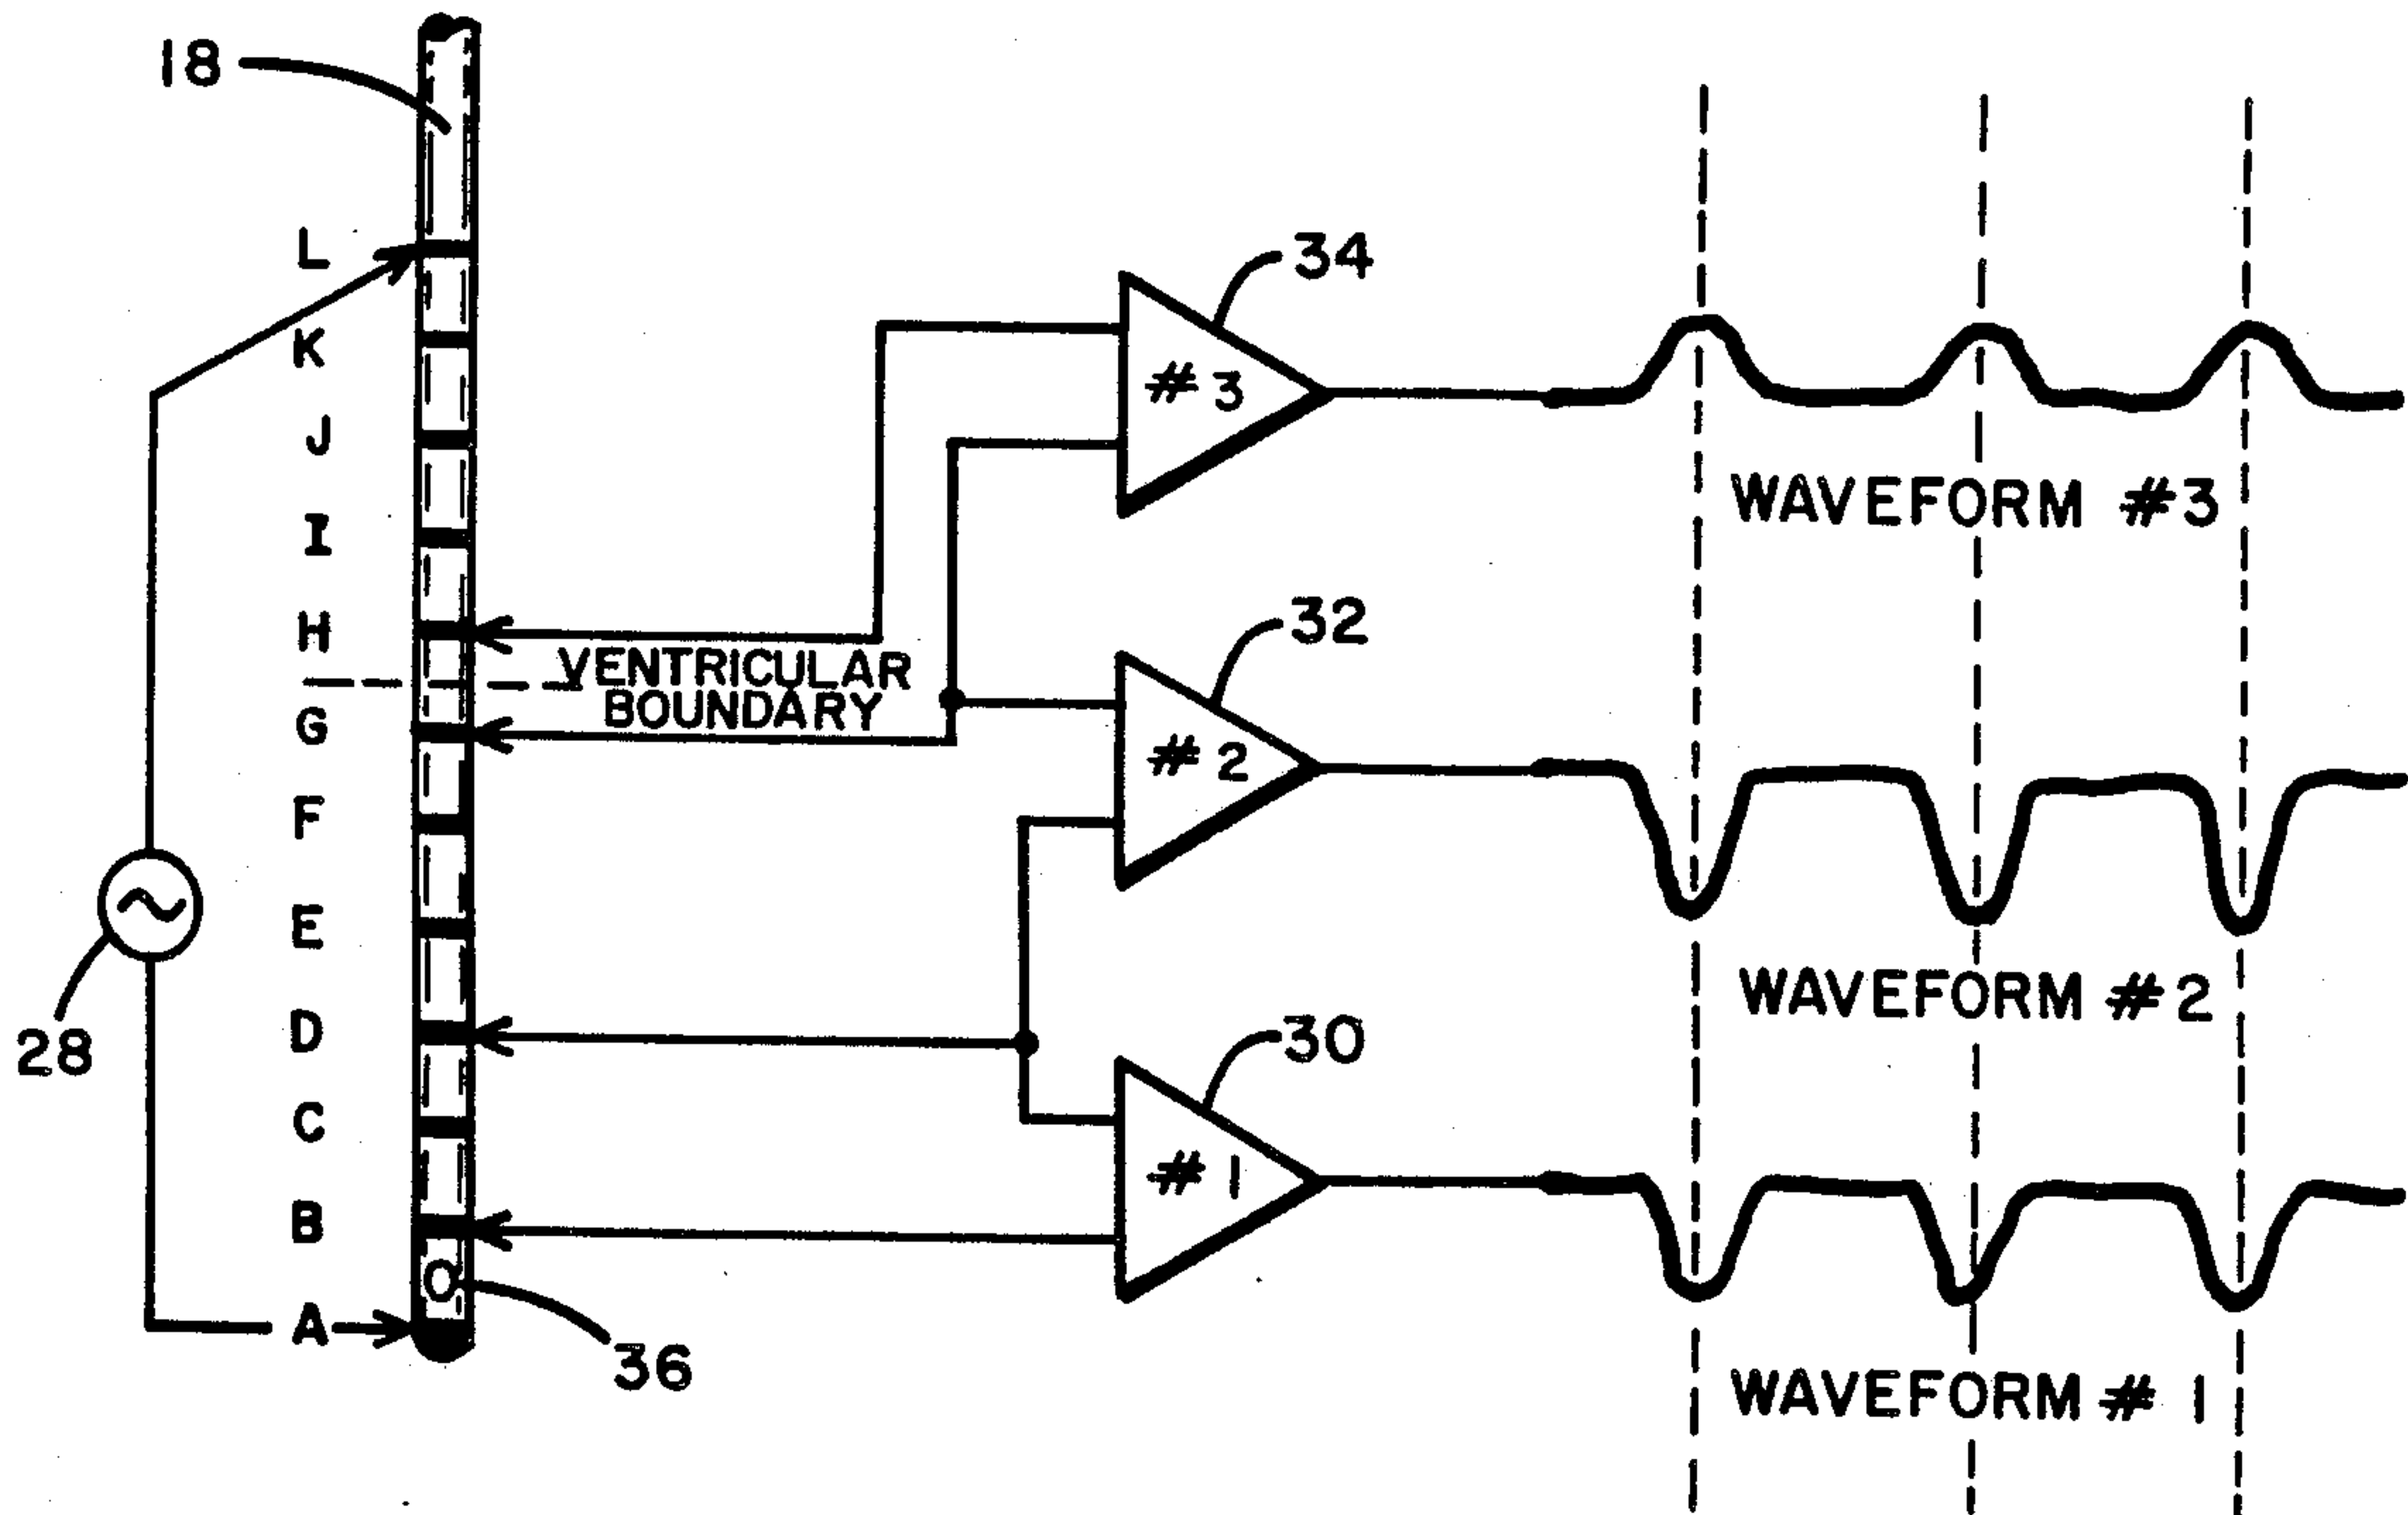 18
L
K
J
I
H
G
F
E
D
C
B
A
28
36
VENTRICULAR
BOUNDARY
34
#3
32
#2
30
#1
WAVEFORM #3
WAVEFORM #2
WAVEFORM #1